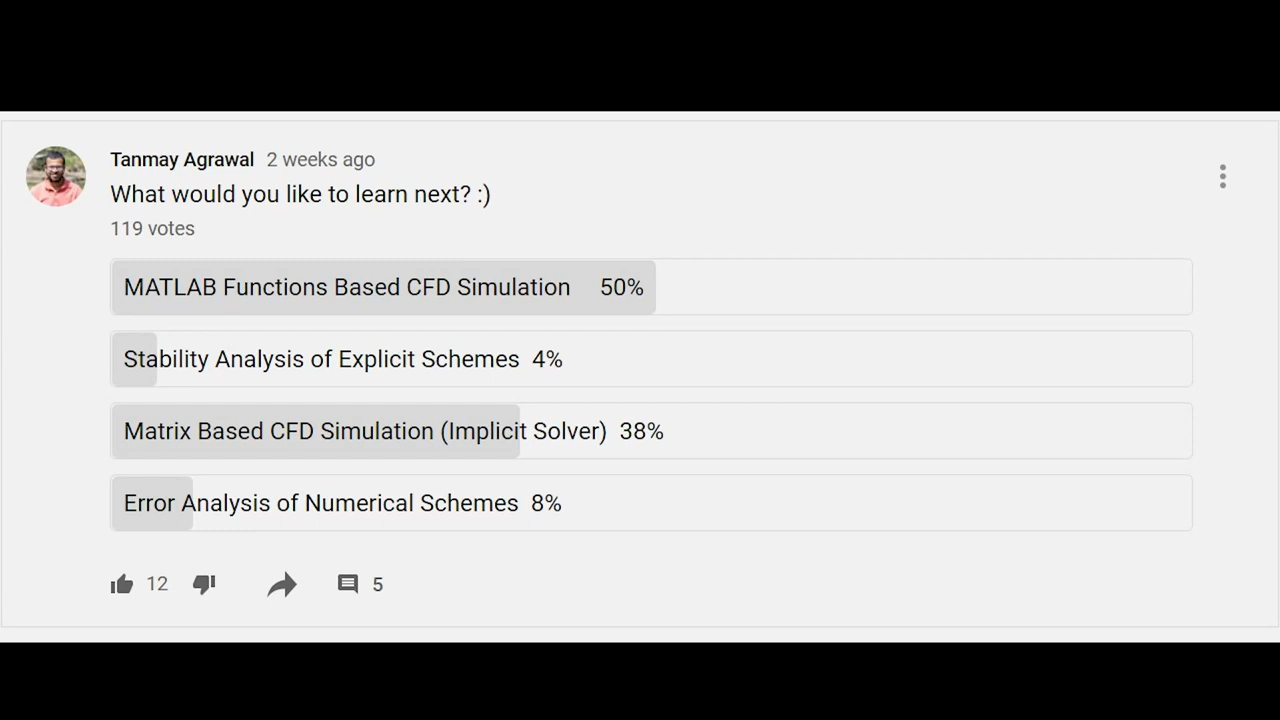 Tanmay Agrawal 2 weeks ago
What would you like to learn next? :)
119 votes
MATLAB Functions Based CFD Simulation 50%
Stability Analysis of Explicit Schemes 4%
Matrix Based CFD Simulation (Implicit Solver) 38%
Error Analysis of Numerical Schemes 8%
12 5